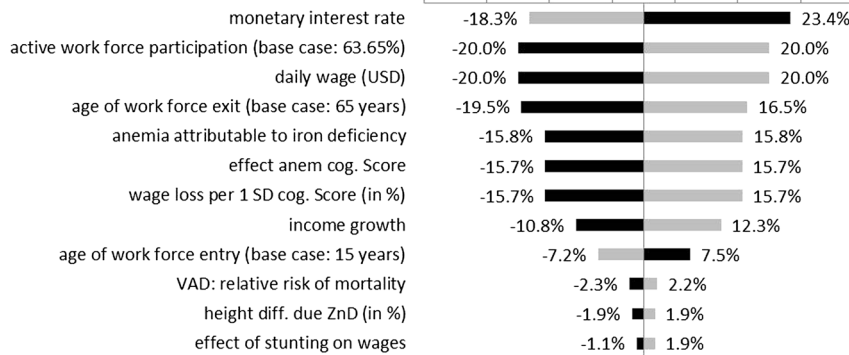 monetary interest rate -18.3% 23.4%
active work force participation (base case: 63.65%) -20.0% 20.0%
daily wage (USD) -20.0% 20.0%
age of work force exit (base case: 65 years) -19.5% 16.5%
anemia attributable to iron deficiency -15.8% 15.8%
effect anem cog. Score -15.7% 15.7%
wage loss per 1 SD cog. Score (in %) -15.7% 15.7%
income growth -10.8% 12.3%
age of work force entry (base case: 15 years) -7.2% 7.5%
VAD: relative risk of mortality -2.3% 2.2%
height diff. due ZnD (in %) -1.9% 1.9%
effect of stunting on wages -1.1% 1.9%